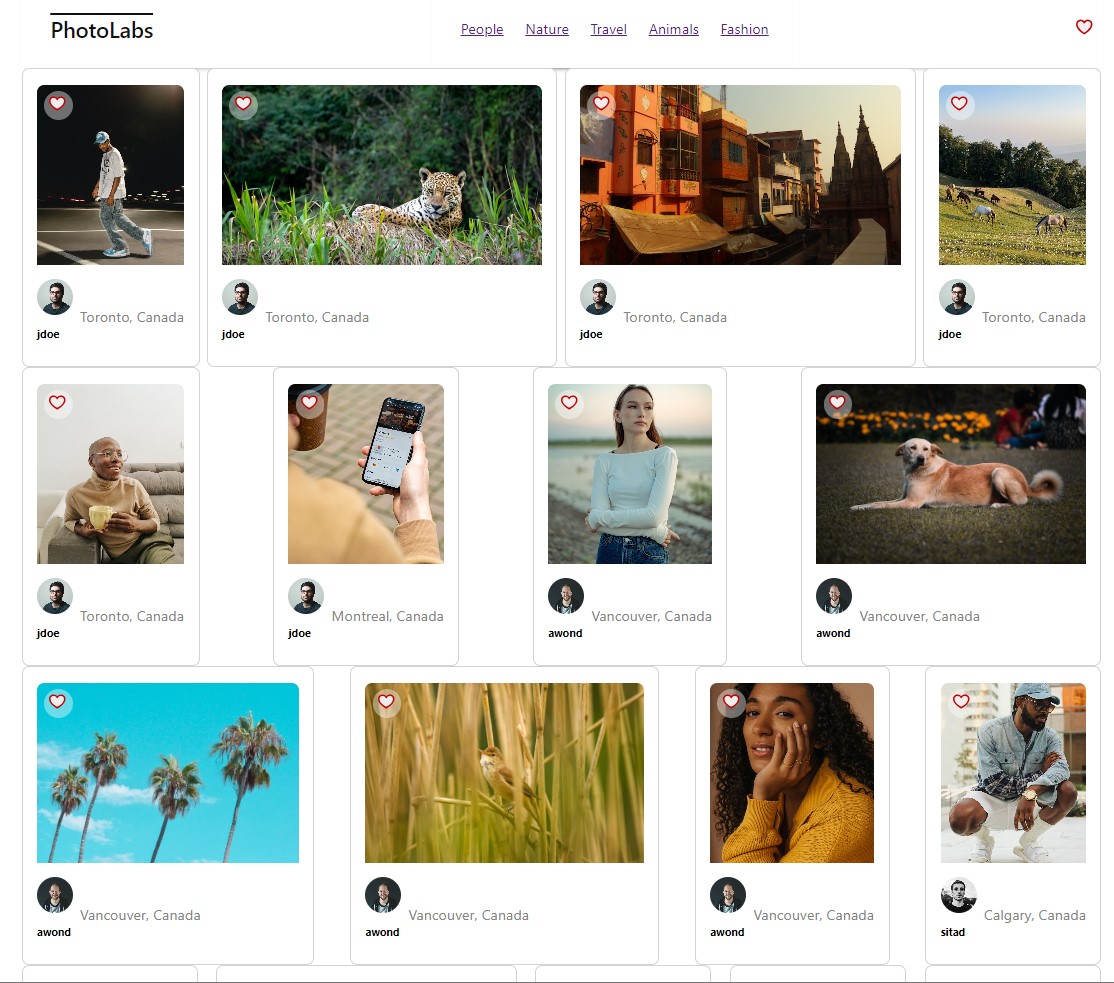 PhotoLabs
People Nature Travel Animals Fashion
Toronto, Canada
jdoe
Toronto, Canada
jdoe
Toronto, Canada
jdoe
Toronto, Canada
jdoe
Toronto, Canada
jdoe
Montreal, Canada
jdoe
Vancouver, Canada
awond
Vancouver, Canada
awond
Vancouver, Canada
awond
Vancouver, Canada
awond
Vancouver, Canada
awond
Calgary, Canada
sitad